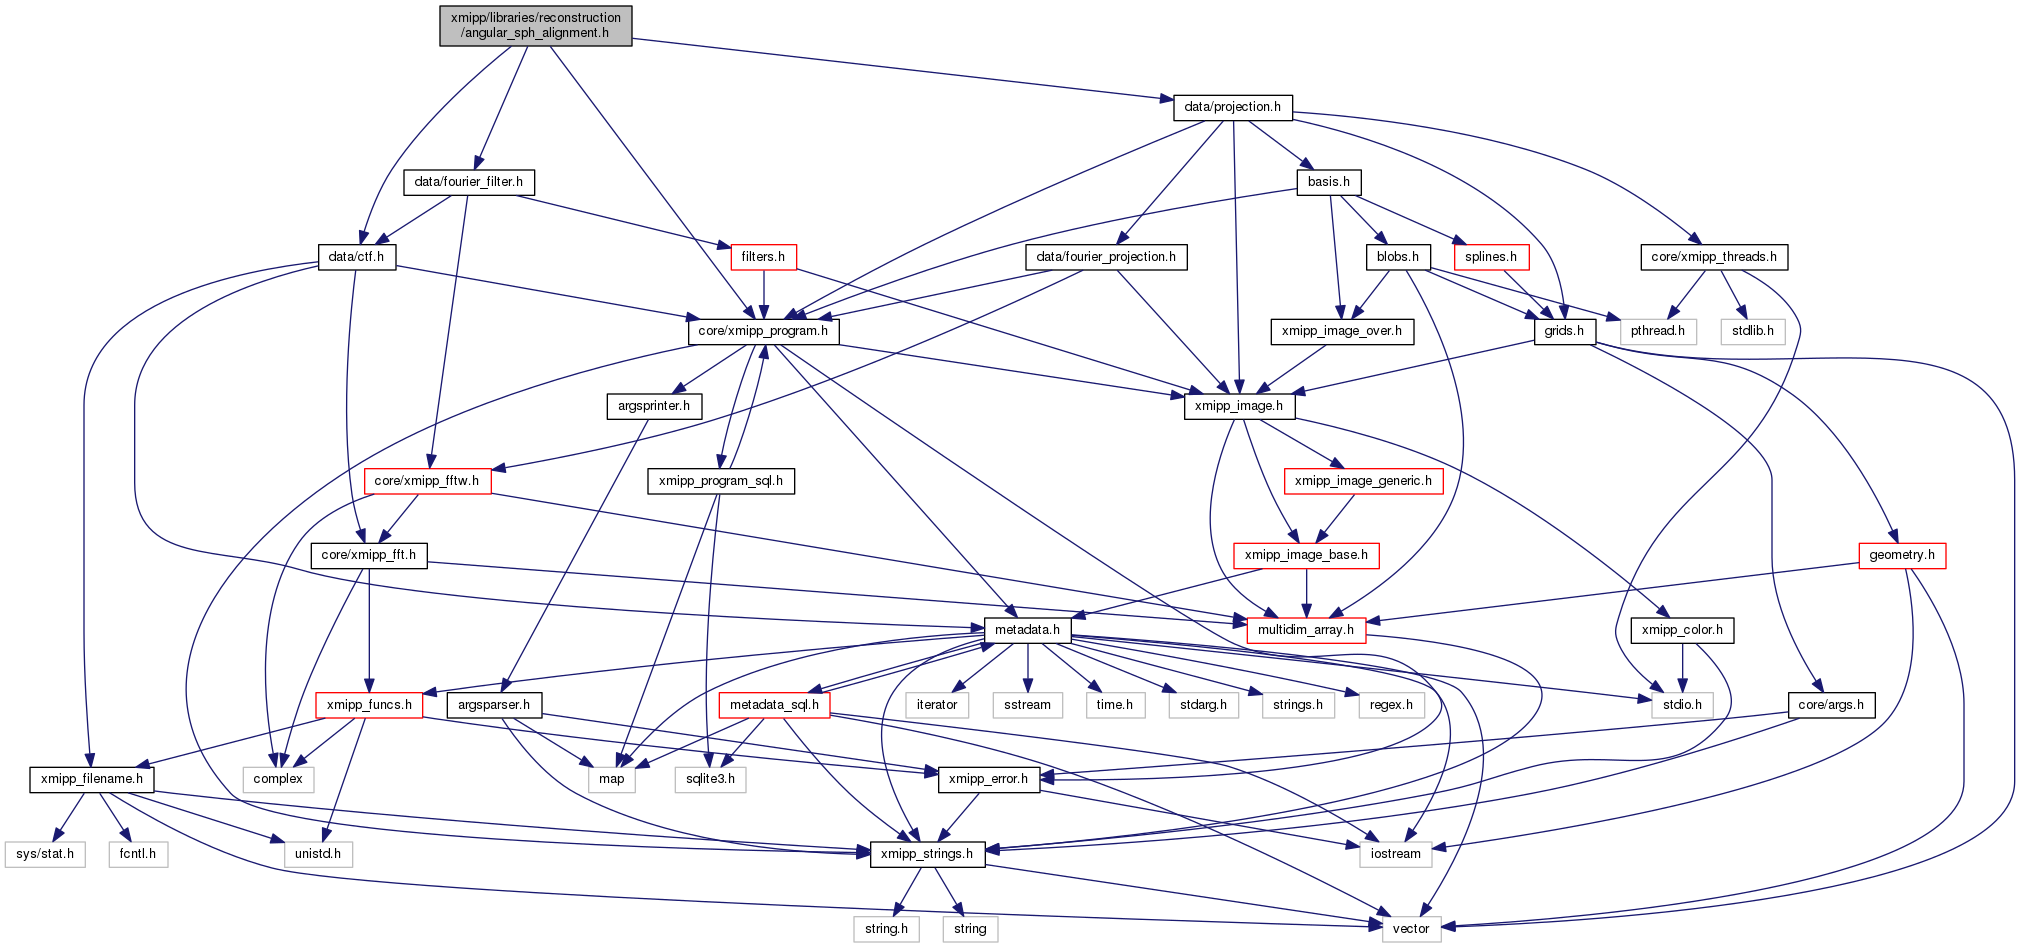 xmipp/libraries/reconstruction
/angular_sph_alignment.h
data/projection.h
data/fourier_filter.h
basis.h
data/ctf.h
filters.h
data/fourier_projection.h
blobs.h
splines.h
core/xmipp_threads.h
core/xmipp_program.h
xmipp_image_over.h
grids.h
pthread.h
stdlib.h
argsprinter.h
xmipp_image.h
core/xmipp_fftw.h
xmipp_program_sql.h
xmipp_image_generic.h
core/xmipp_fft.h
xmipp_image_base.h
geometry.h
metadata.h
multidim_array.h
xmipp_color.h
xmipp_funcs.h
argsparser.h
metadata_sql.h
iterator
sstream
time.h
stdarg.h
strings.h
regex.h
stdio.h
core/args.h
xmipp_filename.h
complex
map
sqlite3.h
xmipp_error.h
sys/stat.h
fcntl.h
unistd.h
xmipp_strings.h
iostream
string.h
string
vector